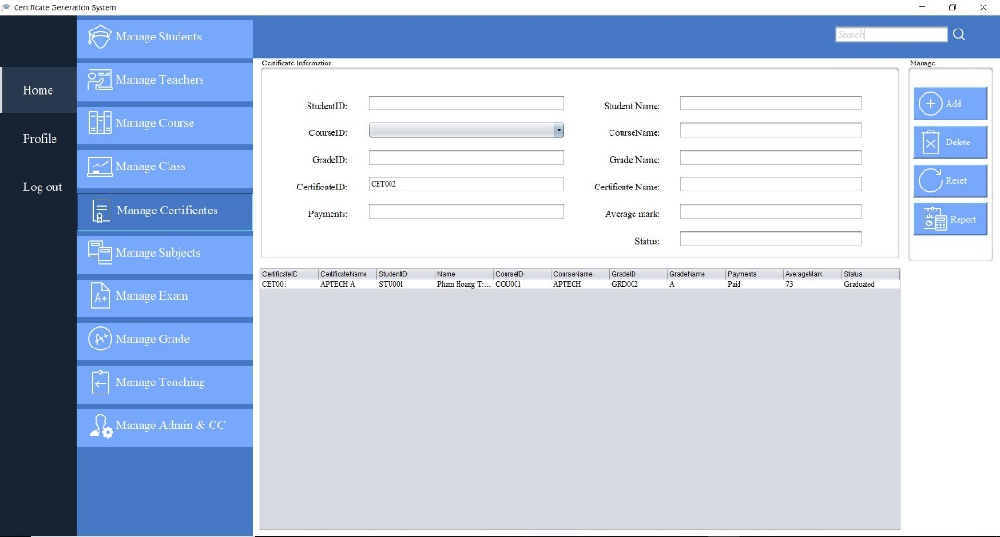 Certificate Generation System
Home
Profile
Log out
Manage Students
Manage Teachers
Manage Course
Manage Class
Manage Certificates
Manage Subjects
A+ Manage Exam
A+ Manage Grade
Manage Teaching
Manage Admin & CC
Search
Certificate Information
StudentID: Student Name:
CourseID: CourseName:
GradeID: Grade Name:
CertificateID: CET002 Certificate Name:
Payments: Average mark:
Status:
Manage
Add
Delete
Reset
Report
CertificateID CertificateName StudentID Name CourseID CourseName GradeID GradeName Payments AverageMark Status
CET001 APTECH A STU001 Pham Hoang Tr... COU001 APTECH GRD002 A Paid 73 Graduated